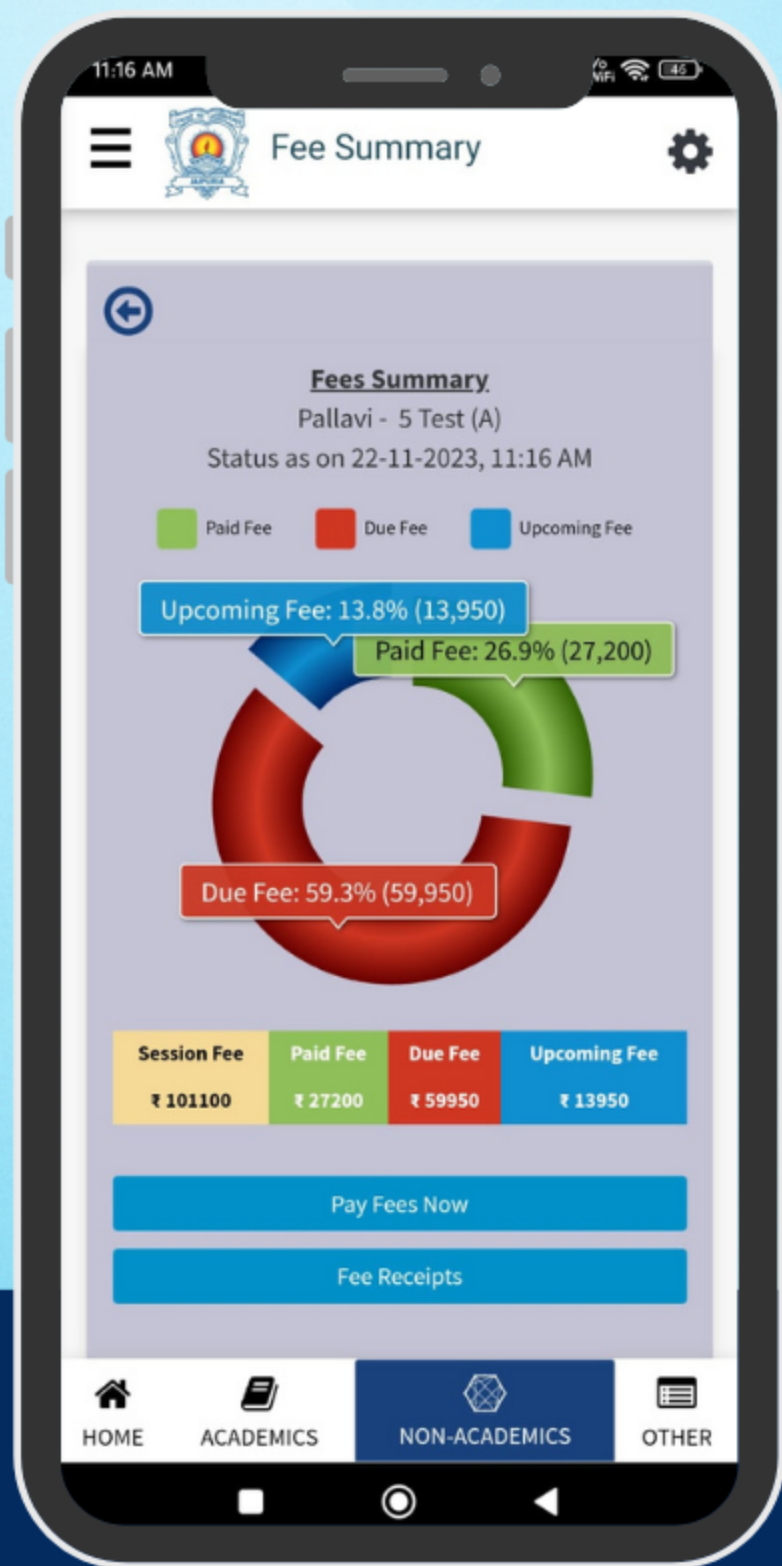 11:16 AM
Vo WiFi 46
Fee Summary
JAIPURIA
Fees Summary
Pallavi - 5 Test (A)
Status as on 22-11-2023, 11:16 AM
Paid Fee Due Fee Upcoming Fee
Upcoming Fee: 13.8% (13,950)
Paid Fee: 26.9% (27,200)
Due Fee: 59.3% (59,950)
Session Fee Paid Fee Due Fee Upcoming Fee
₹ 101100 ₹ 27200 ₹ 59950 ₹ 13950
Pay Fees Now
Fee Receipts
HOME ACADEMICS NON-ACADEMICS OTHER